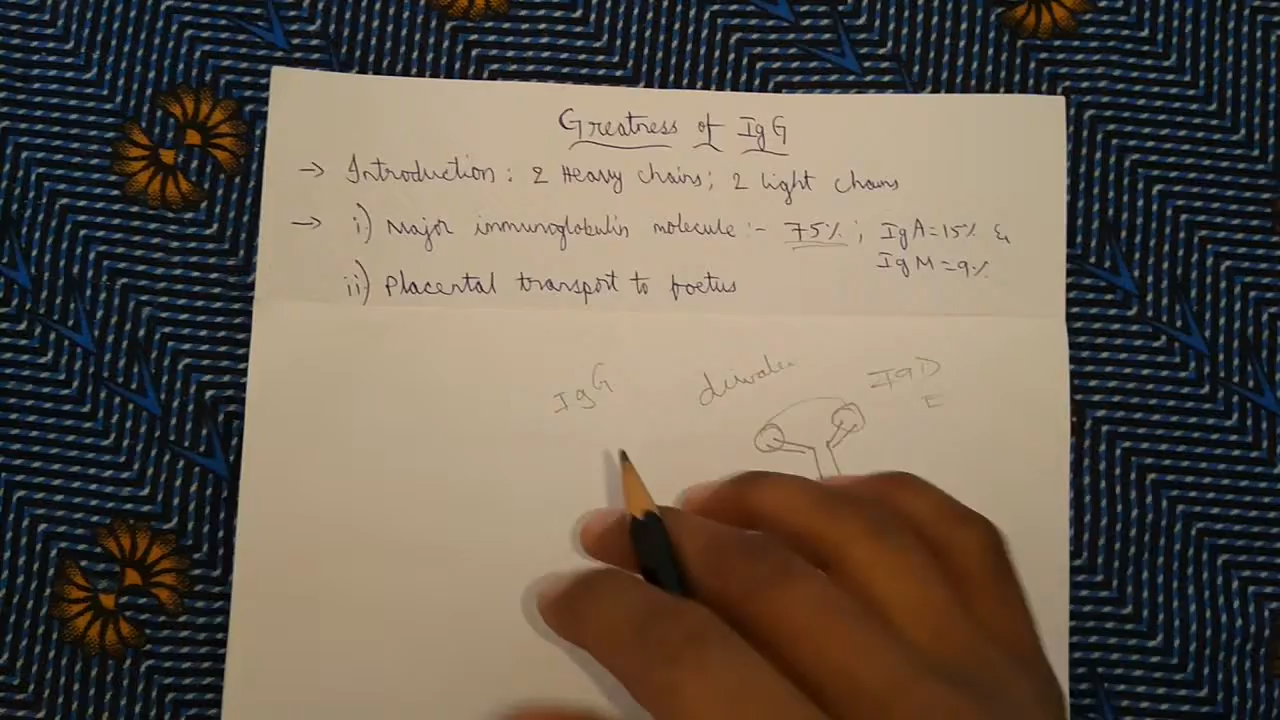 Greatness of IgG
→ Introduction: 2 Heavy chains; 2 light chains
→ i) Major immunoglobulin molecule :- 75%; IgA=15% &
IgM=9%
ii) Placental transport to foetus
IgG
IgD
E